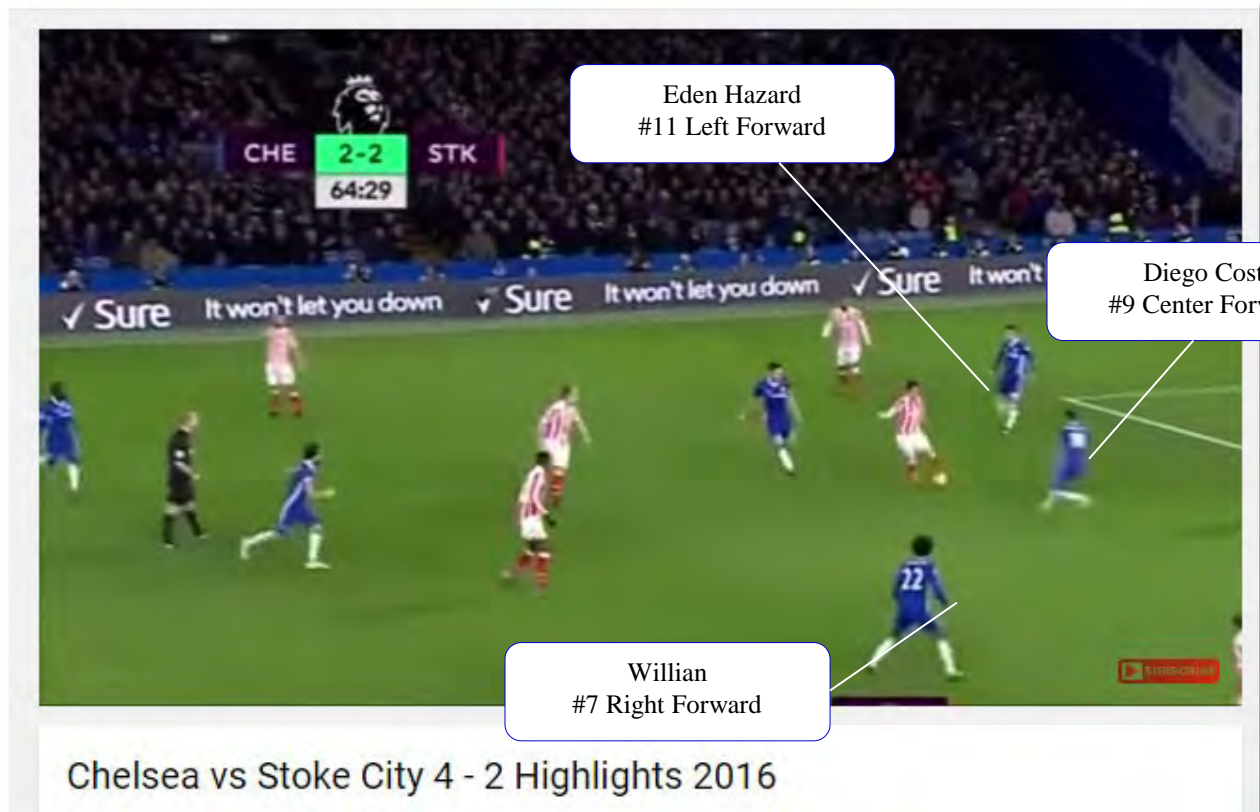 Eden Hazard
#11 Left Forward
CHE 2-2 STK
64:29
Diego Cost
#9 Center For
✓ Sure It won't let you down ✓ Sure It won't let you down ✓ Sure It won't
22
SUBSCRIBE
Willian
#7 Right Forward
Chelsea vs Stoke City 4 - 2 Highlights 2016